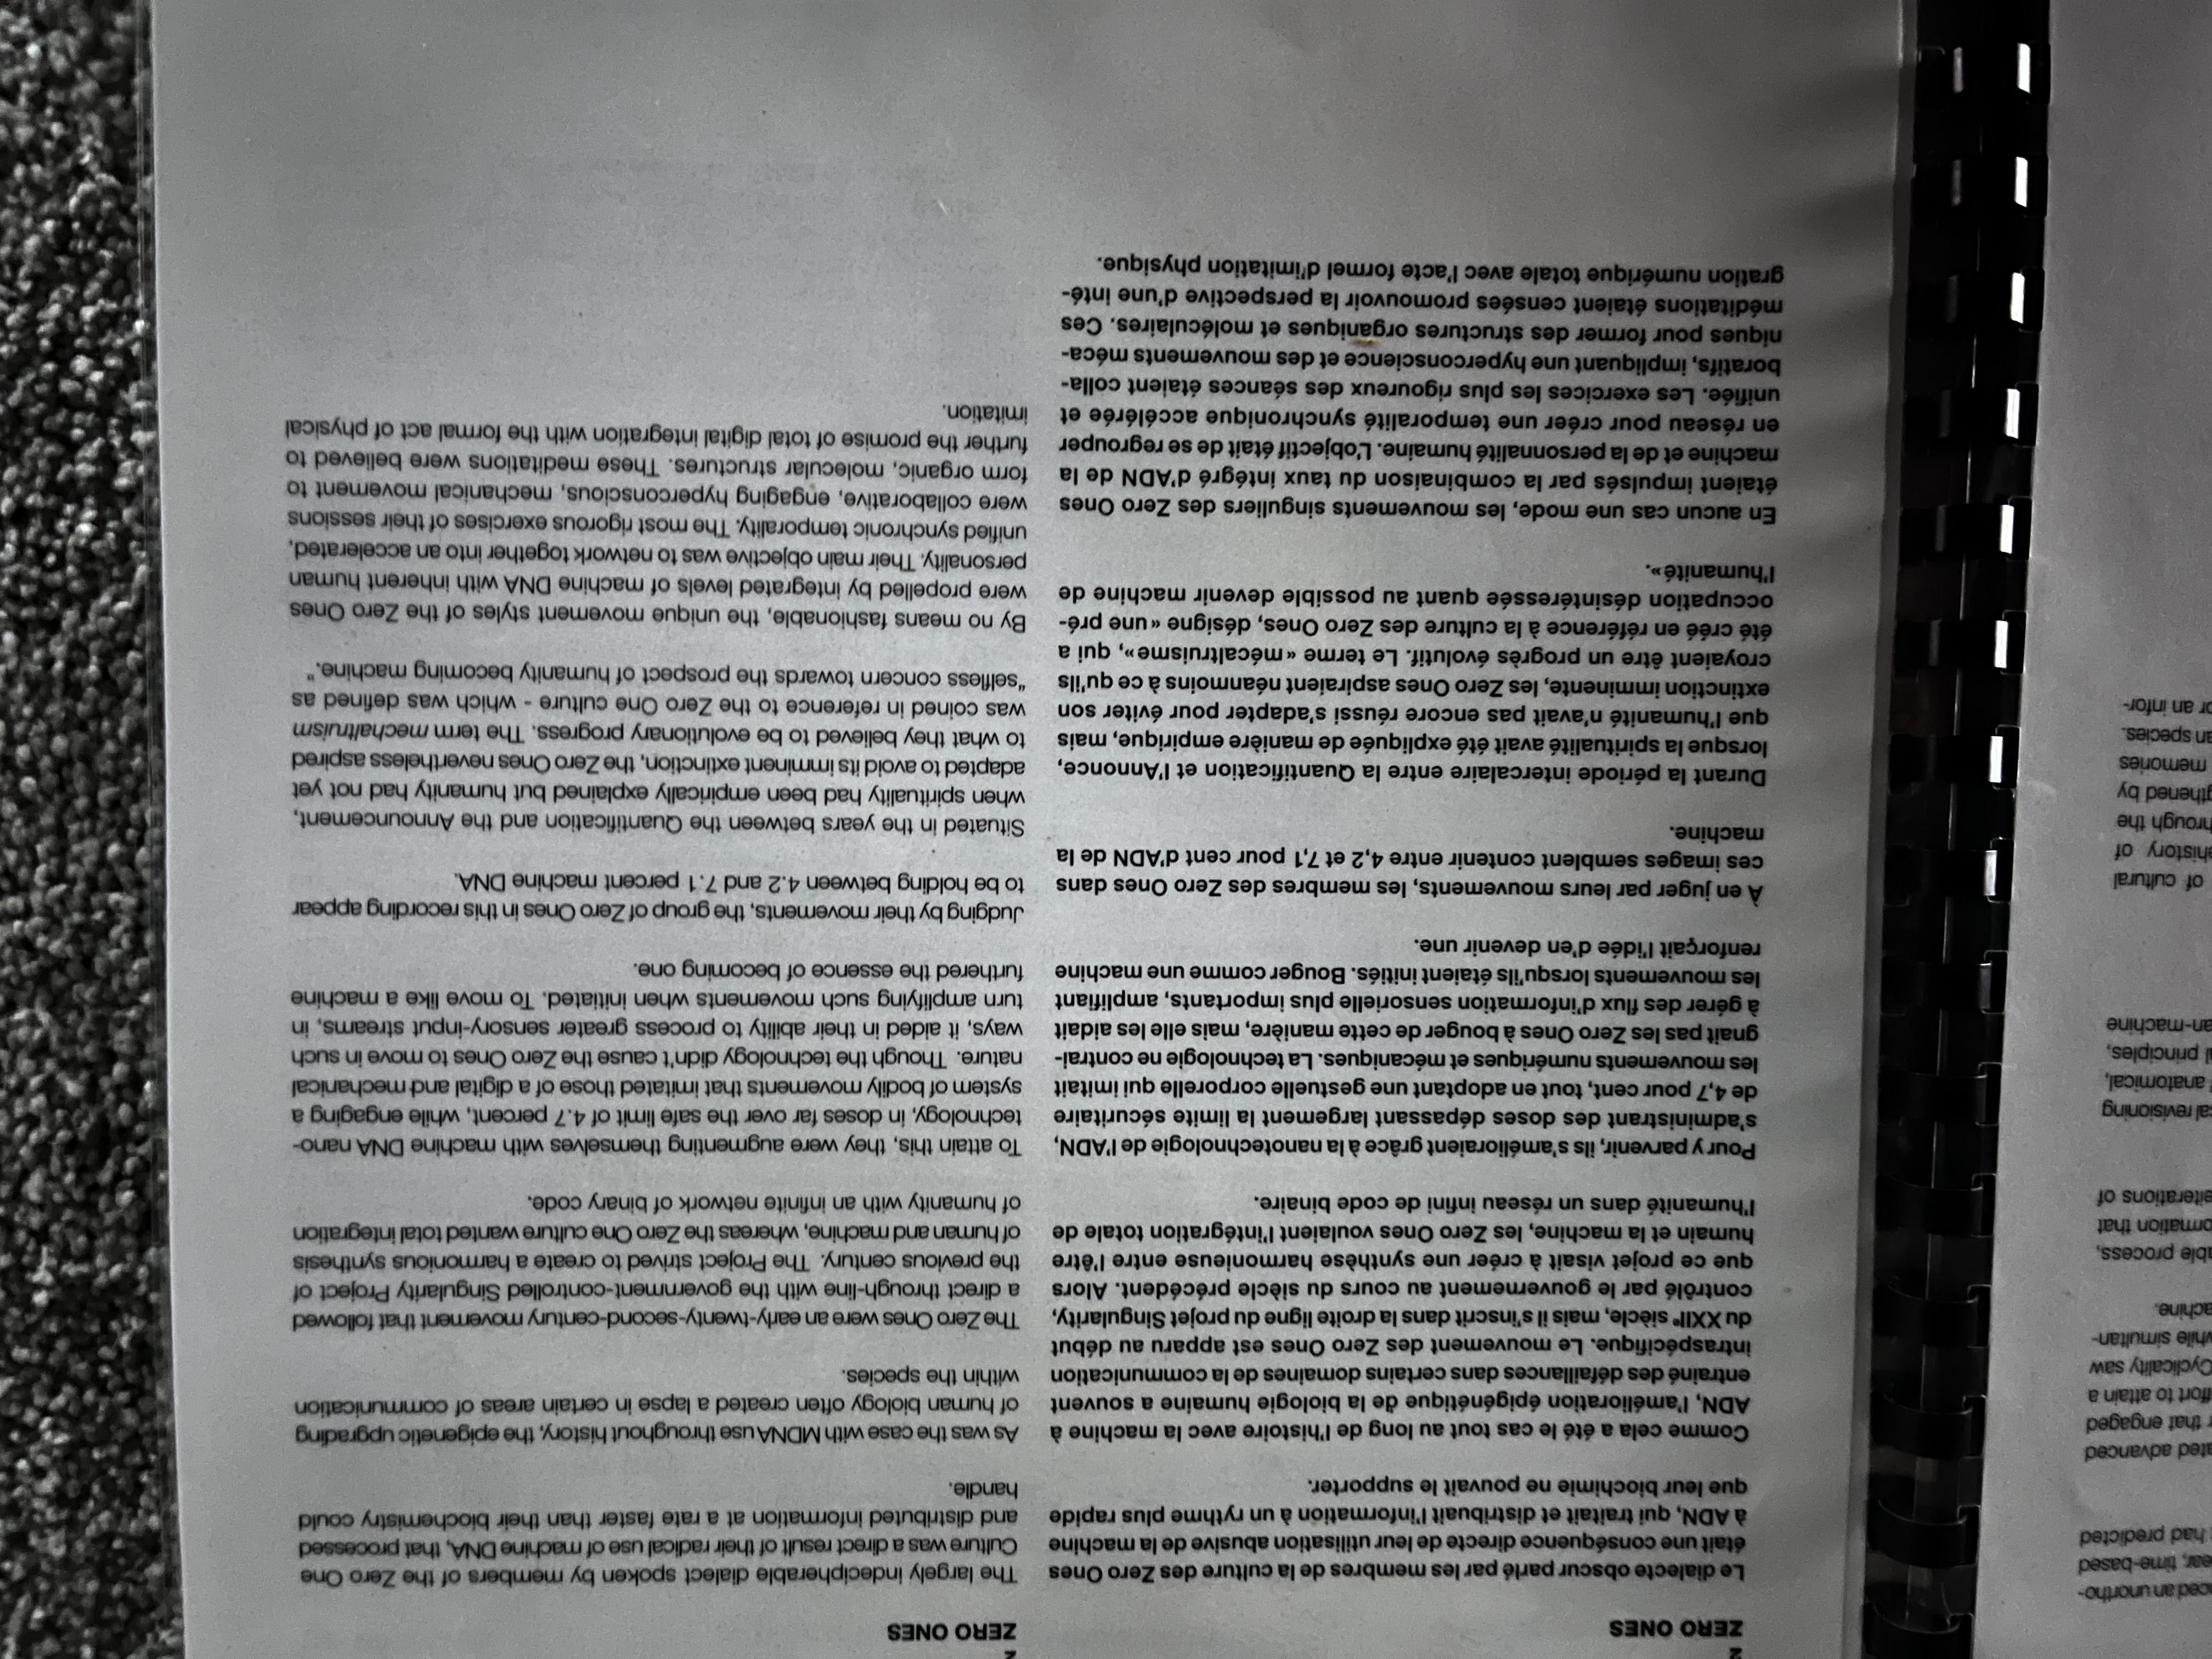 had predicted
ated advanced
that engaged
ffort to attain a
Cyclicality saw
while simultan-
achine.
able process,
ormation that
eiterations of
al revisioning
anatomical,
principles,
an-machine
of cultural
history of
hrough the
gthened by
memories
an species.
or an infor-
2
ZERO ONES
Le dialecte obscur parlé par les membres de la culture des Zero Ones
était une conséquence directe de leur utilisation abusive de la machine
à ADN, qui traitait et distribuait l'information à un rythme plus rapide
que leur biochimie ne pouvait le supporter.
Comme cela a été le cas tout au long de l'histoire avec la machine à
ADN, l'amélioration épigénétique de la biologie humaine a souvent
entrainé des défaillances dans certains domaines de la communication
intraspécifique. Le mouvement des Zero Ones est apparu au début
du XXIIᵉ siècle, mais il s'inscrit dans la droite ligne du projet Singularity,
contrôlé par le gouvernement au cours du siècle précédent. Alors
que ce projet visait à créer une synthèse harmonieuse entre l'être
humain et la machine, les Zero Ones voulaient l'intégration totale de
l'humanité dans un réseau infini de code binaire.
Pour y parvenir, ils s'amélioraient grâce à la nanotechnologie de l'ADN,
s'administrant des doses dépassant largement la limite sécuritaire
de 4,7 pour cent, tout en adoptant une gestuelle corporelle qui imitait
les mouvements numériques et mécaniques. La technologie ne contrai-
gnait pas les Zero Ones à bouger de cette manière, mais elle les aidait
à gérer des flux d'information sensorielle plus importants, amplifiant
les mouvements lorsqu'ils étaient initiés. Bouger comme une machine
renforçait l'idée d'en devenir une.
À en juger par leurs mouvements, les membres des Zero Ones dans
ces images semblent contenir entre 4,2 et 7,1 pour cent d'ADN de la
machine.
Durant la période intercalaire entre la Quantification et l'Annonce,
lorsque la spiritualité avait été expliquée de manière empirique, mais
que l'humanité n'avait pas encore réussi s'adapter pour éviter son
extinction imminente, les Zero Ones aspiraient néanmoins à ce qu'ils
croyaient être un progrès évolutif. Le terme «mécaltruisme», qui a
été créé en référence à la culture des Zero Ones, désigne «une pré-
occupation désintéressée quant au possible devenir machine de
l'humanité».
En aucun cas une mode, les mouvements singuliers des Zero Ones
étaient impulsés par la combinaison du taux intégré d'ADN de la
machine et de la personnalité humaine. L'objectif était de se regrouper
en réseau pour créer une temporalité synchronique accélérée et
unifiée. Les exercices les plus rigoureux des séances étaient colla-
boratifs, impliquant une hyperconscience et des mouvements méca-
niques pour former des structures organiques et moléculaires. Ces
méditations étaient censées promouvoir la perspective d'une inté-
gration numérique totale avec l'acte formel d'imitation physique.
2
ZERO ONES
The largely indecipherable dialect spoken by members of the Zero One
Culture was a direct result of their radical use of machine DNA, that processed
and distributed information at a rate faster than their biochemistry could
handle.
As was the case with MDNA use throughout history, the epigenetic upgrading
of human biology often created a lapse in certain areas of communication
within the species.
The Zero Ones were an early-twenty-second-century movement that followed
a direct through-line with the government-controlled Singularity Project of
the previous century. The Project strived to create a harmonious synthesis
of human and machine, whereas the Zero One culture wanted total integration
of humanity with an infinite network of binary code.
To attain this, they were augmenting themselves with machine DNA nano-
technology, in doses far over the safe limit of 4.7 percent, while engaging a
system of bodily movements that imitated those of a digital and mechanical
nature. Though the technology didn't cause the Zero Ones to move in such
ways, it aided in their ability to process greater sensory-input streams, in
turn amplifying such movements when initiated. To move like a machine
furthered the essence of becoming one.
Judging by their movements, the group of Zero Ones in this recording appear
to be holding between 4.2 and 7.1 percent machine DNA.
Situated in the years between the Quantification and the Announcement,
when spirituality had been empirically explained but humanity had not yet
adapted to avoid its imminent extinction, the Zero Ones nevertheless aspired
to what they believed to be evolutionary progress. The term mechaltruism
was coined in reference to the Zero One culture - which was defined as
"selfless concern towards the prospect of humanity becoming machine."
By no means fashionable, the unique movement styles of the Zero Ones
were propelled by integrated levels of machine DNA with inherent human
personality. Their main objective was to network together into an accelerated,
unified synchronic temporality. The most rigorous exercises of their sessions
were collaborative, engaging hyperconscious, mechanical movement to
form organic, molecular structures. These meditations were believed to
further the promise of total digital integration with the formal act of physical
imitation.